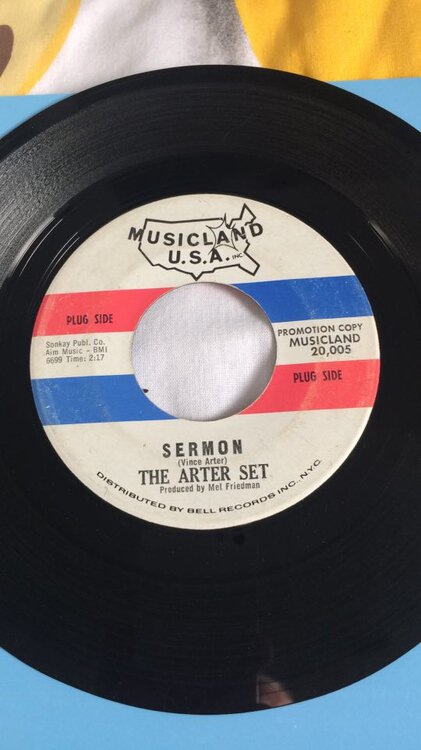 MUSICLAND
U.S.A. INC
PLUG SIDE
Sonkay Publ. Co.
Aim Music - BMI
6699 Time: 2:17
PROMOTION COPY
MUSICLAND
20,005
PLUG SIDE
SERMON
(Vince Arter)
THE ARTER SET
Produced by Mel Friedman
DISTRIBUTED BY BELL RECORDS INC., NYC